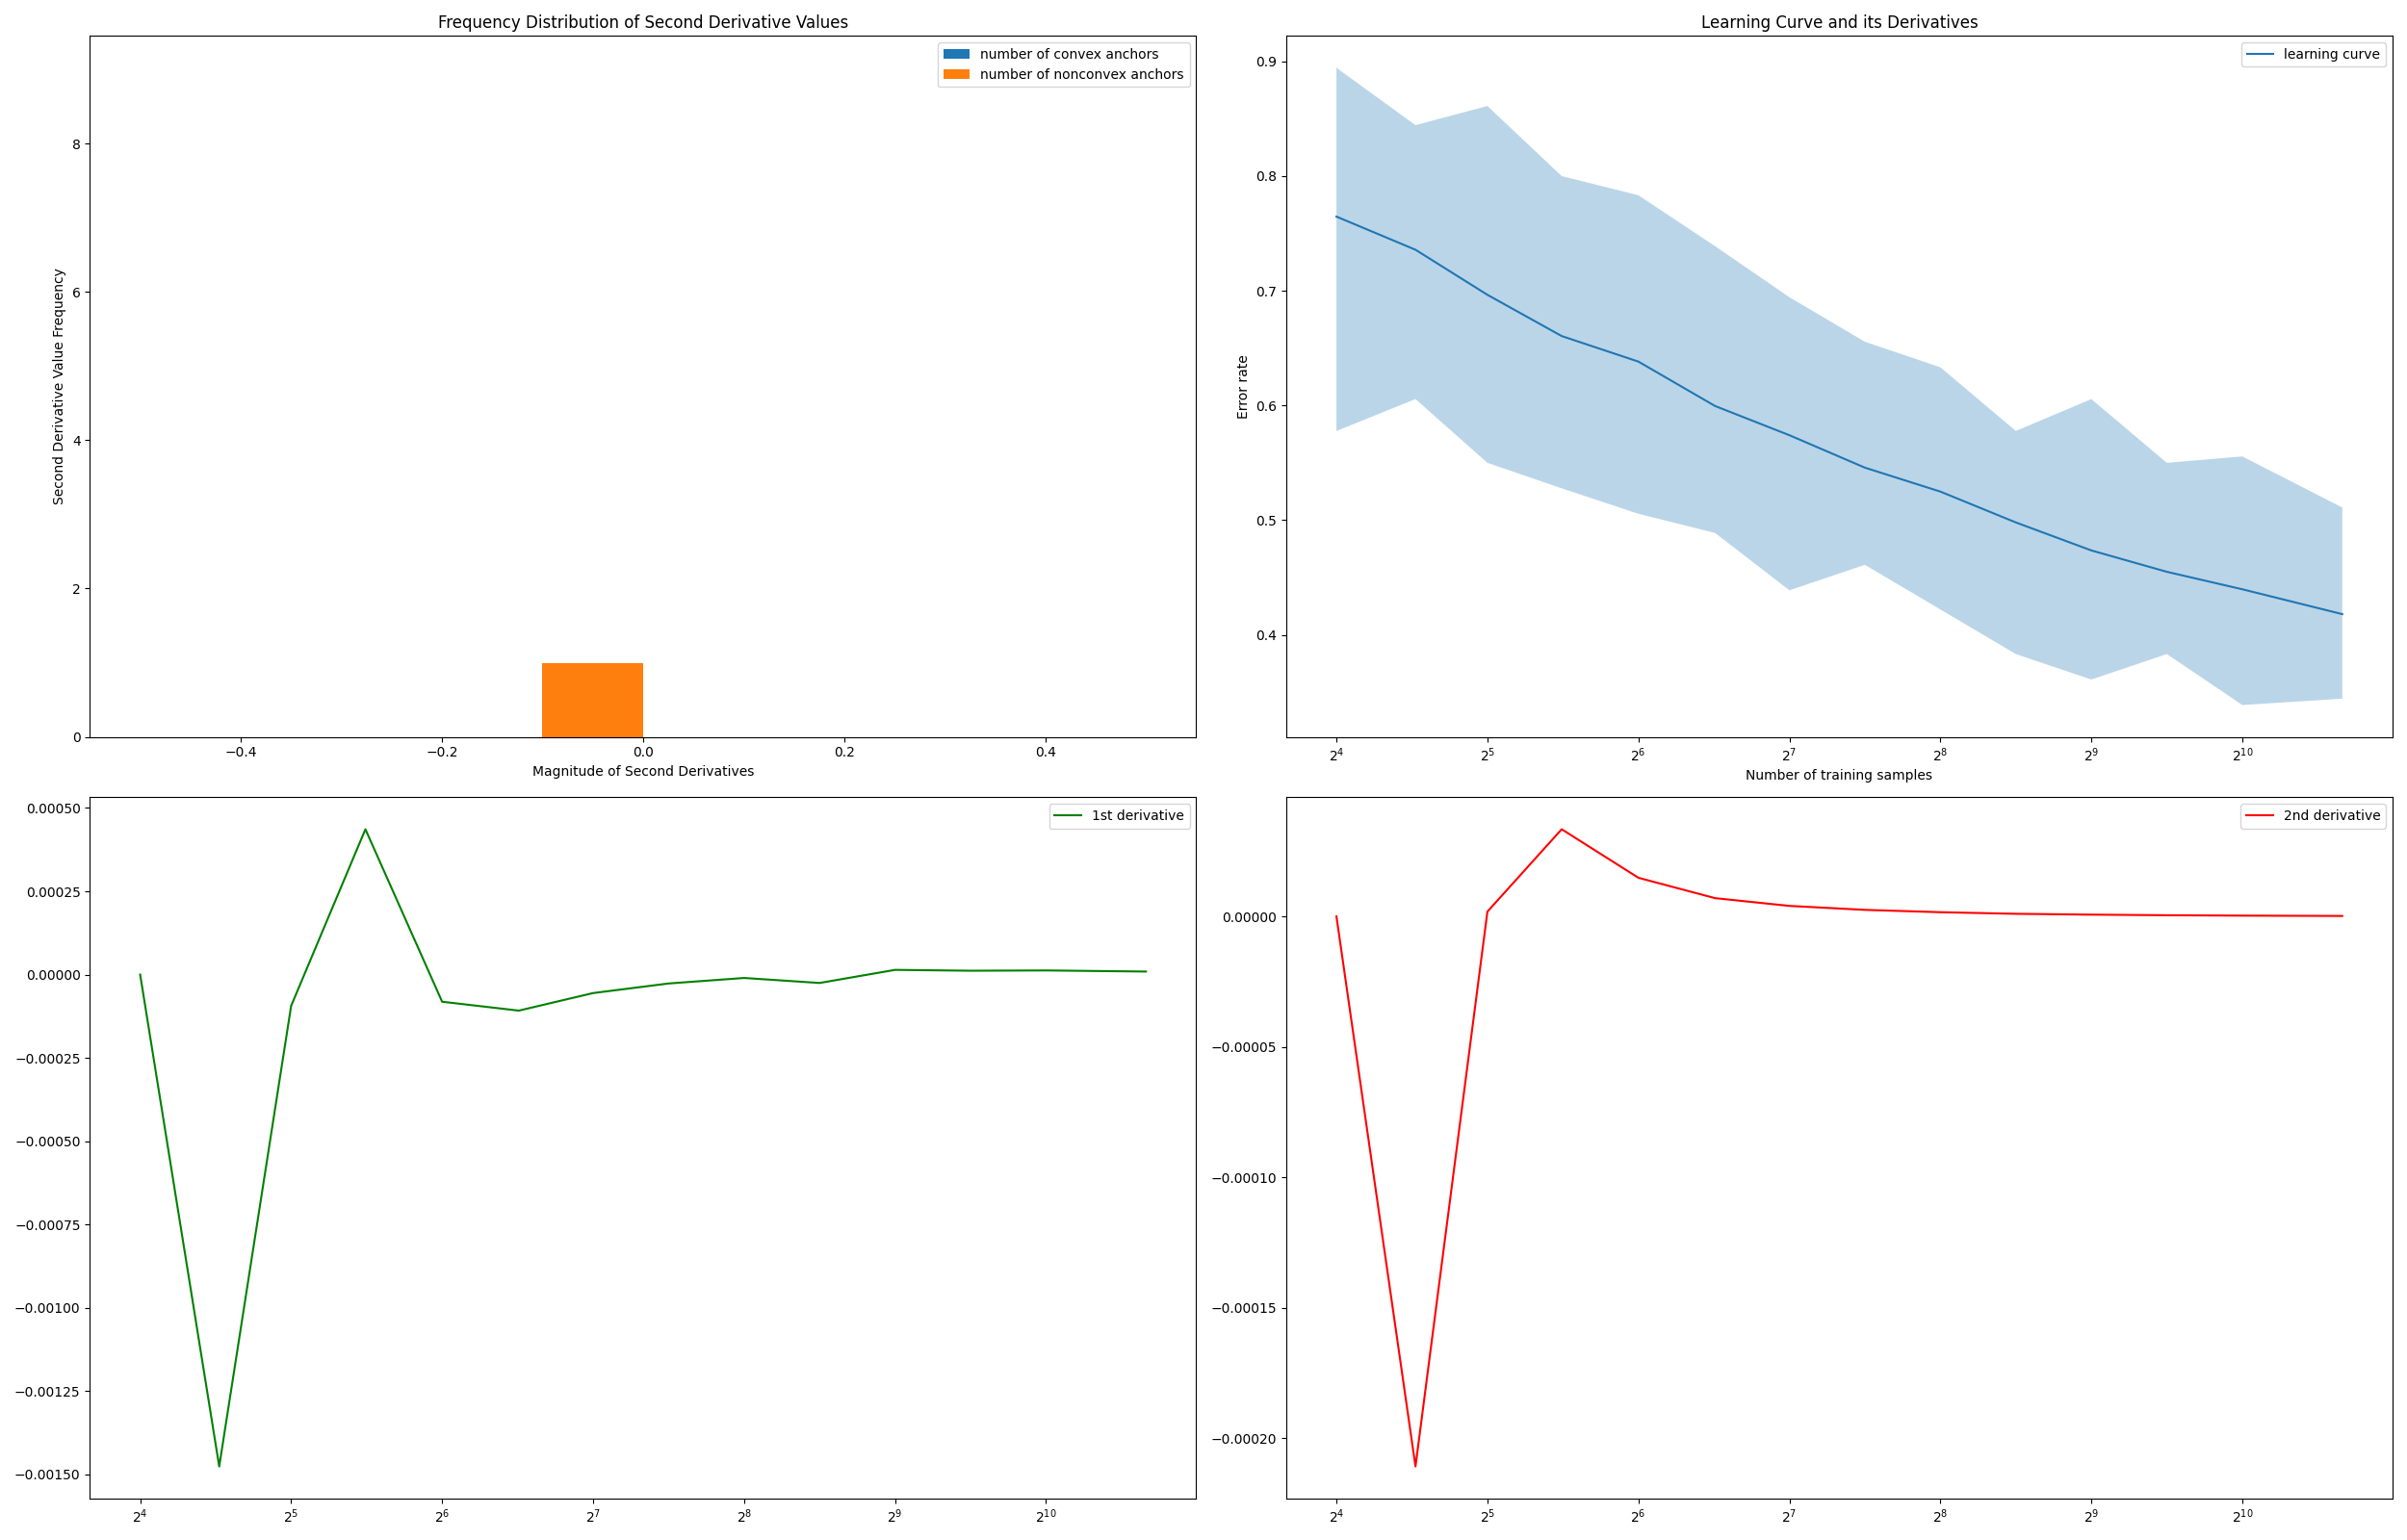 Frequency Distribution of Second Derivative Values
number of convex anchors
number of nonconvex anchors
Second Derivative Value Frequency
8
6
4
2
0
−0.4 −0.2 0.0 0.2 0.4
Magnitude of Second Derivatives
Learning Curve and its Derivatives
learning curve
Error rate
0.9
0.8
0.7
0.6
0.5
0.4
2⁴ 2⁵ 2⁶ 2⁷ 2⁸ 2⁹ 2¹⁰
Number of training samples
1st derivative
0.00050
0.00025
0.00000
−0.00025
−0.00050
−0.00075
−0.00100
−0.00125
−0.00150
2⁴ 2⁵ 2⁶ 2⁷ 2⁸ 2⁹ 2¹⁰
2nd derivative
0.00000
−0.00005
−0.00010
−0.00015
−0.00020
2⁴ 2⁵ 2⁶ 2⁷ 2⁸ 2⁹ 2¹⁰